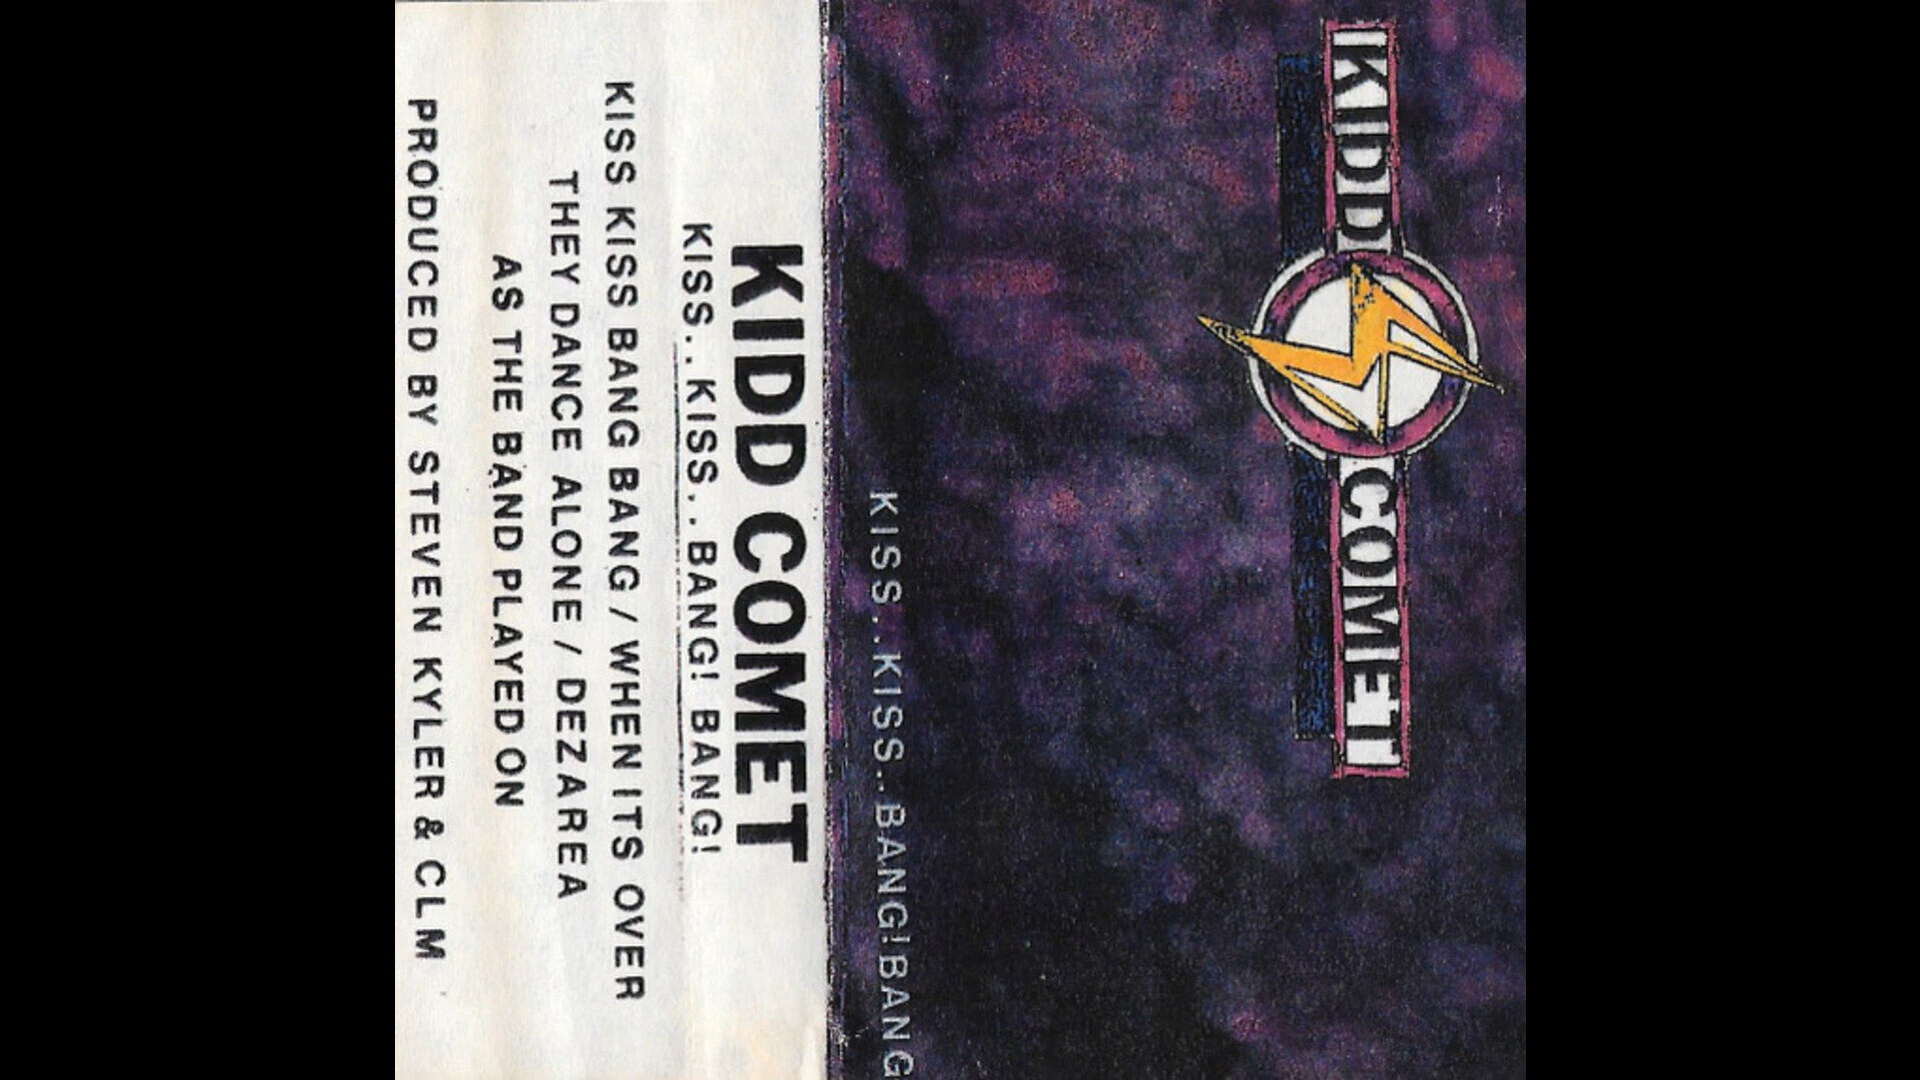 KIDD COMET
KISS..KISS..BANG!BANG
KIDD COMET
KISS..KISS..BANG! BANG!
KISS KISS BANG BANG / WHEN ITS OVER
THEY DANCE ALONE / DEZAREA
AS THE BAND PLAYED ON
PRODUCED BY STEVEN KYLER & CLM